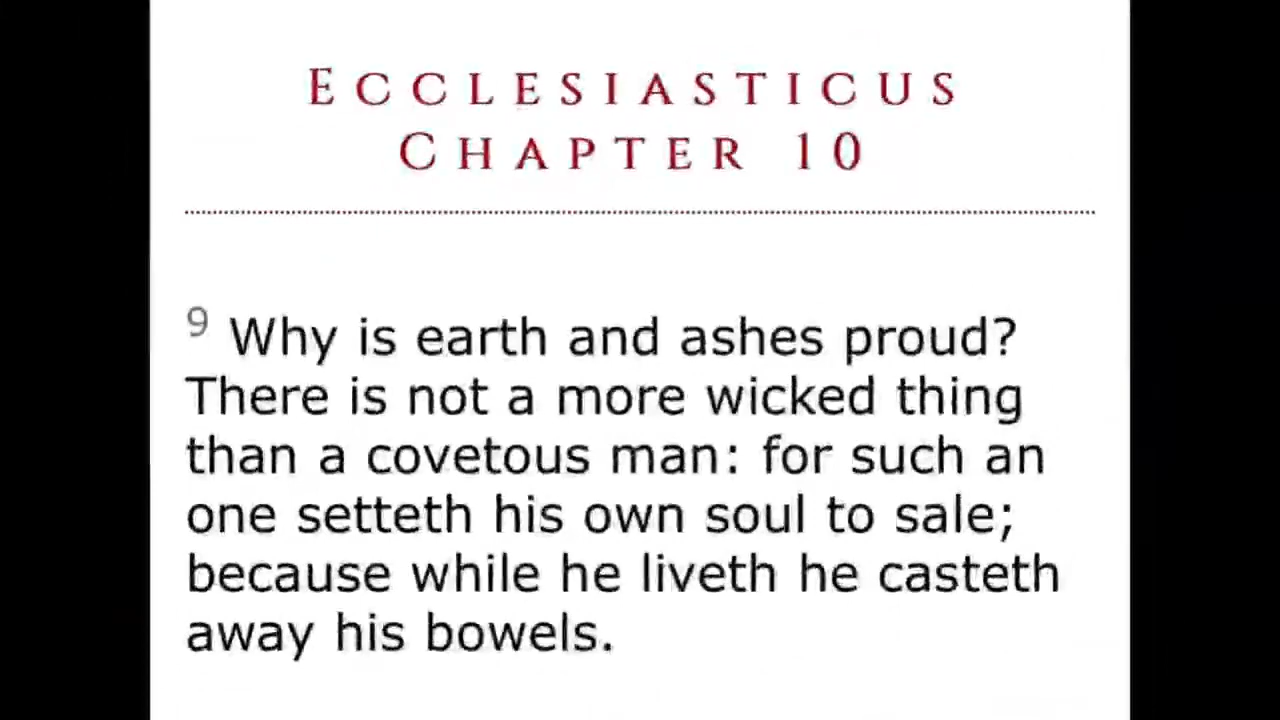 ECCLESIASTICUS
CHAPTER 10
9 Why is earth and ashes proud?
There is not a more wicked thing
than a covetous man: for such an
one setteth his own soul to sale;
because while he liveth he casteth
away his bowels.